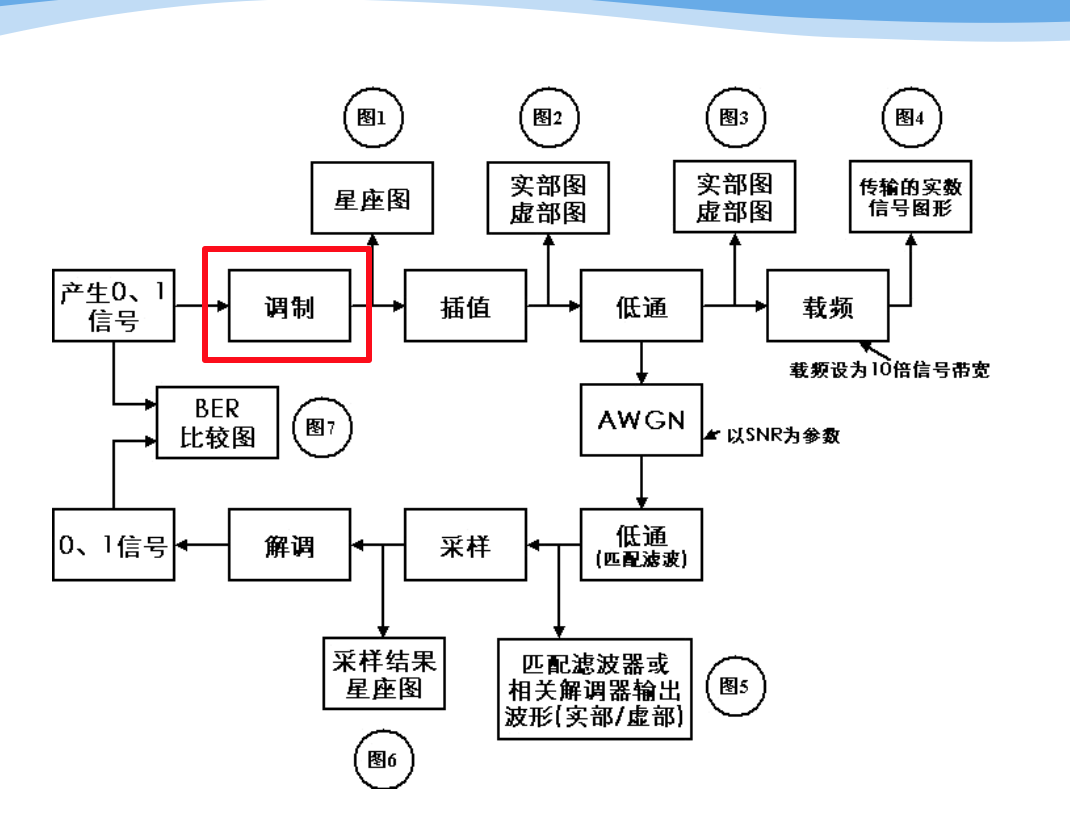 图1
图2
图3
图4
星座图
实部图
虚部图
实部图
虚部图
传输的实数
信号图形
产生0、1
信号
调制
插值
低通
载频
载频设为10倍信号带宽
BER
比较图
图7
AWGN
以SNR为参数
0、1信号
解调
采样
低通
(匹配滤波)
采样结果
星座图
匹配滤波器或
相关解调器输出
波形(实部/虚部)
图5
图6